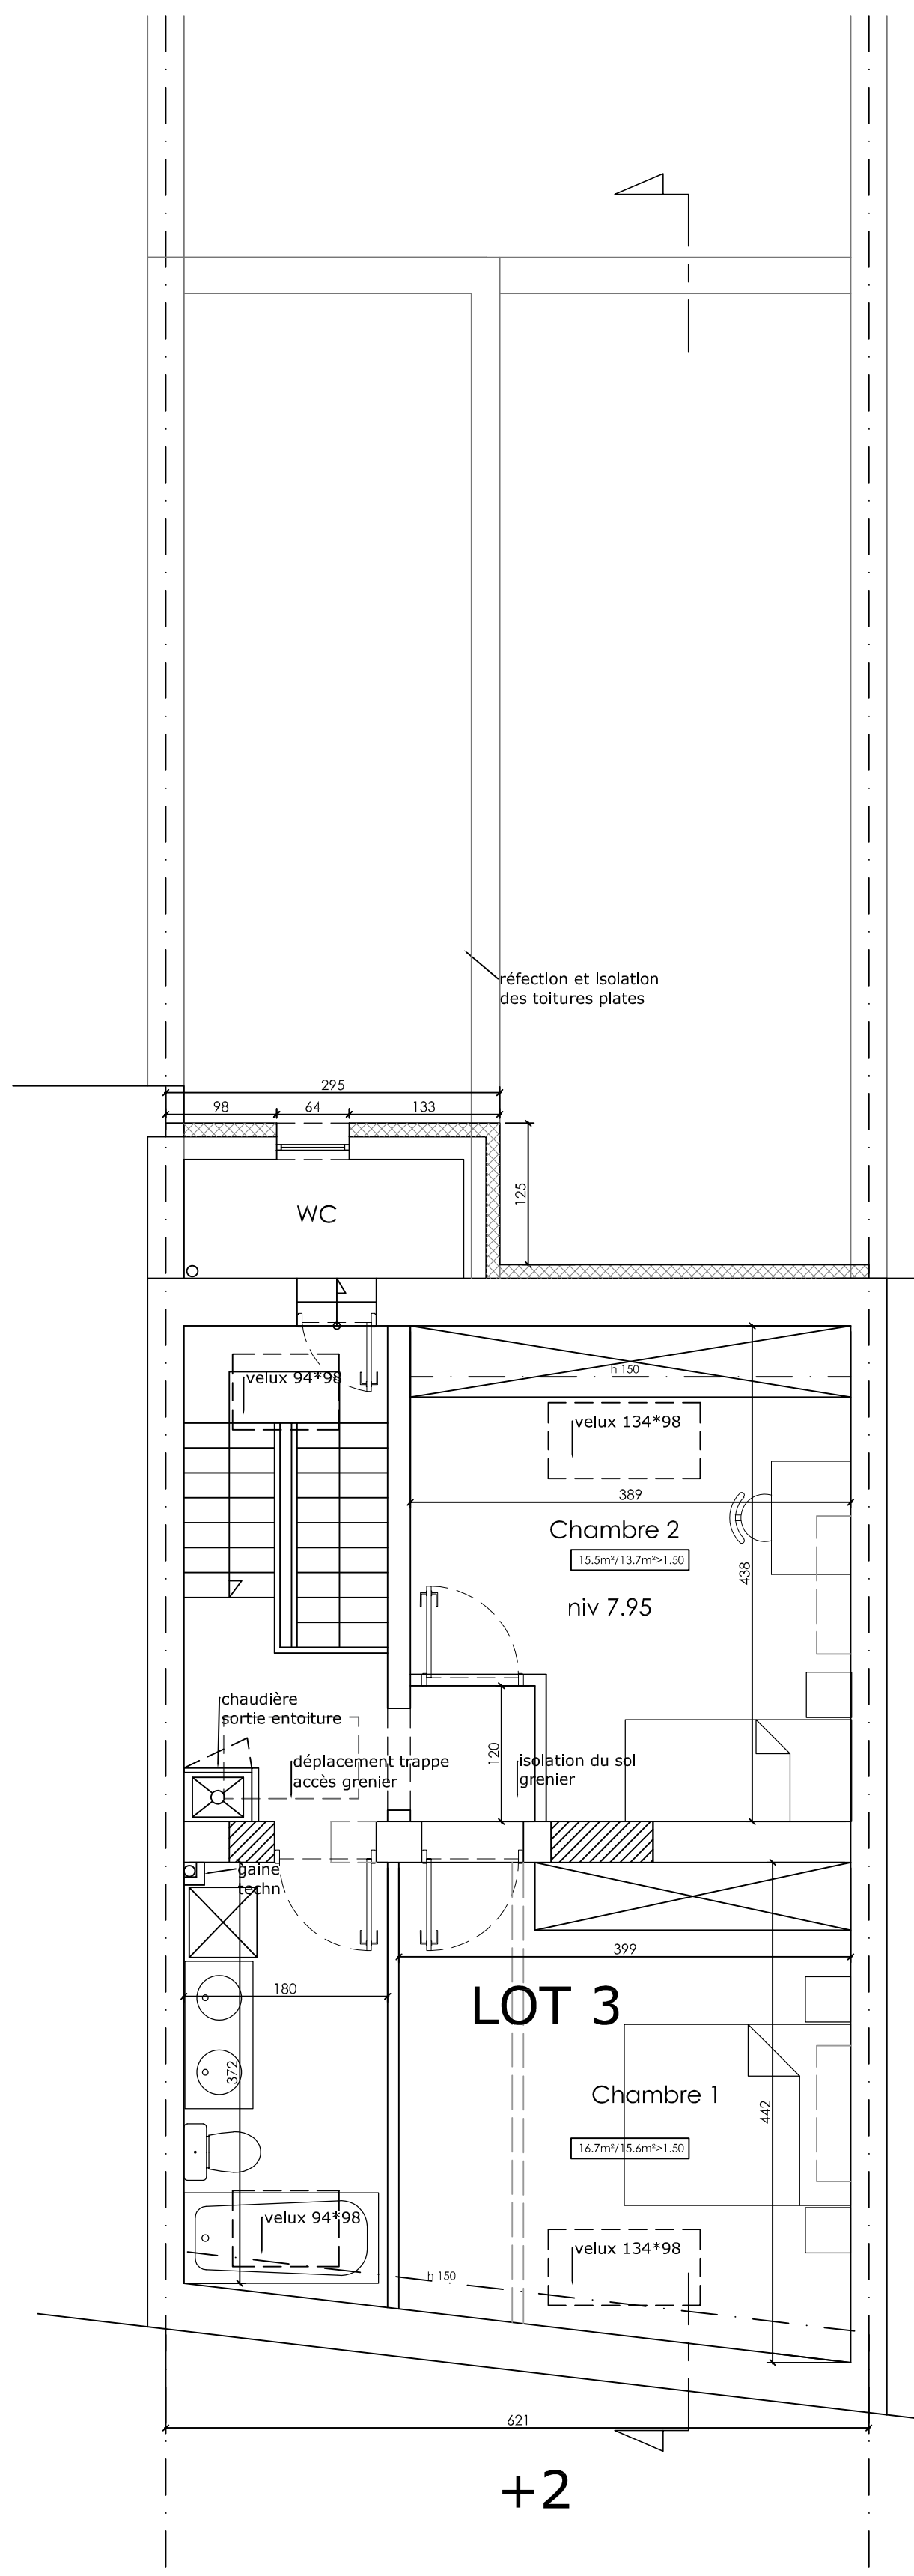 réfection et isolation
des toitures plates
295
98
64
133
125
WC
h 150
velux 94*98
velux 134*98
389
Chambre 2
15.5m²/13.7m²>1.50
438
niv 7.95
chaudière
sortie entoiture
déplacement trappe
accès grenier
120
isolation du sol
grenier
gaine
techn
399
180
LOT 3
372
Chambre 1
442
16.7m²/15.6m²>1.50
velux 94*98
velux 134*98
h 150
621
+2